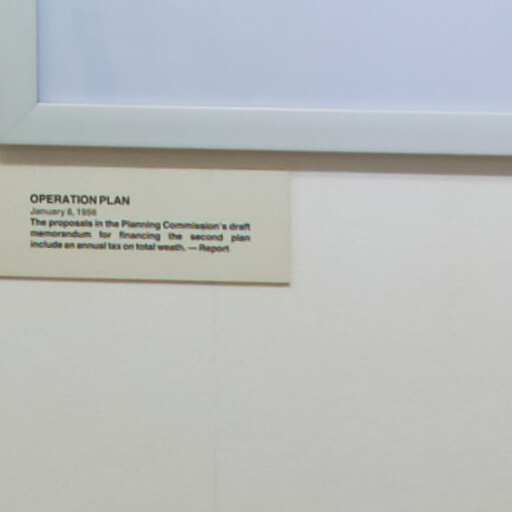 OPERATION PLAN
January 6, 1956
The proposals in the Planning Commission's draft
memorandum for financing the second plan
include an annual tax on total weath. — Report